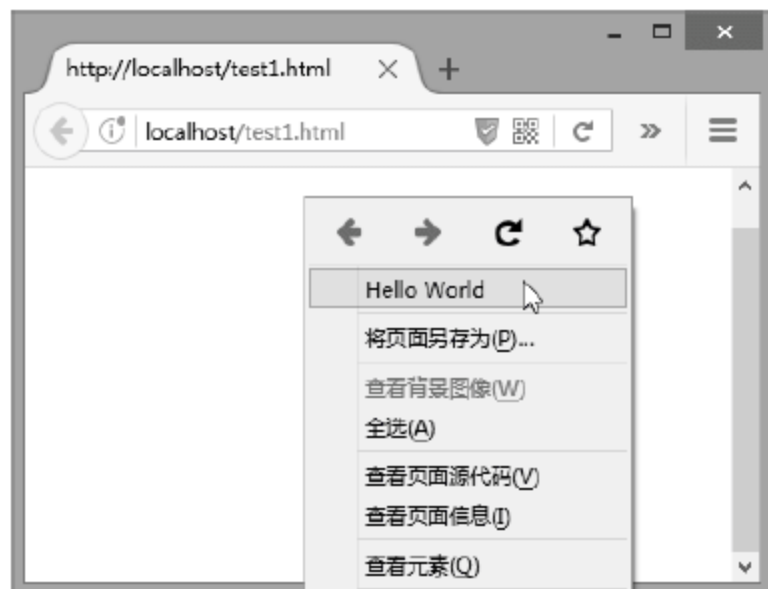 http://localhost/test1.html
localhost/test1.html
Hello World
将页面另存为(P)...
查看背景图像(W)
全选(A)
查看页面源代码(V)
查看页面信息(I)
查看元素(Q)